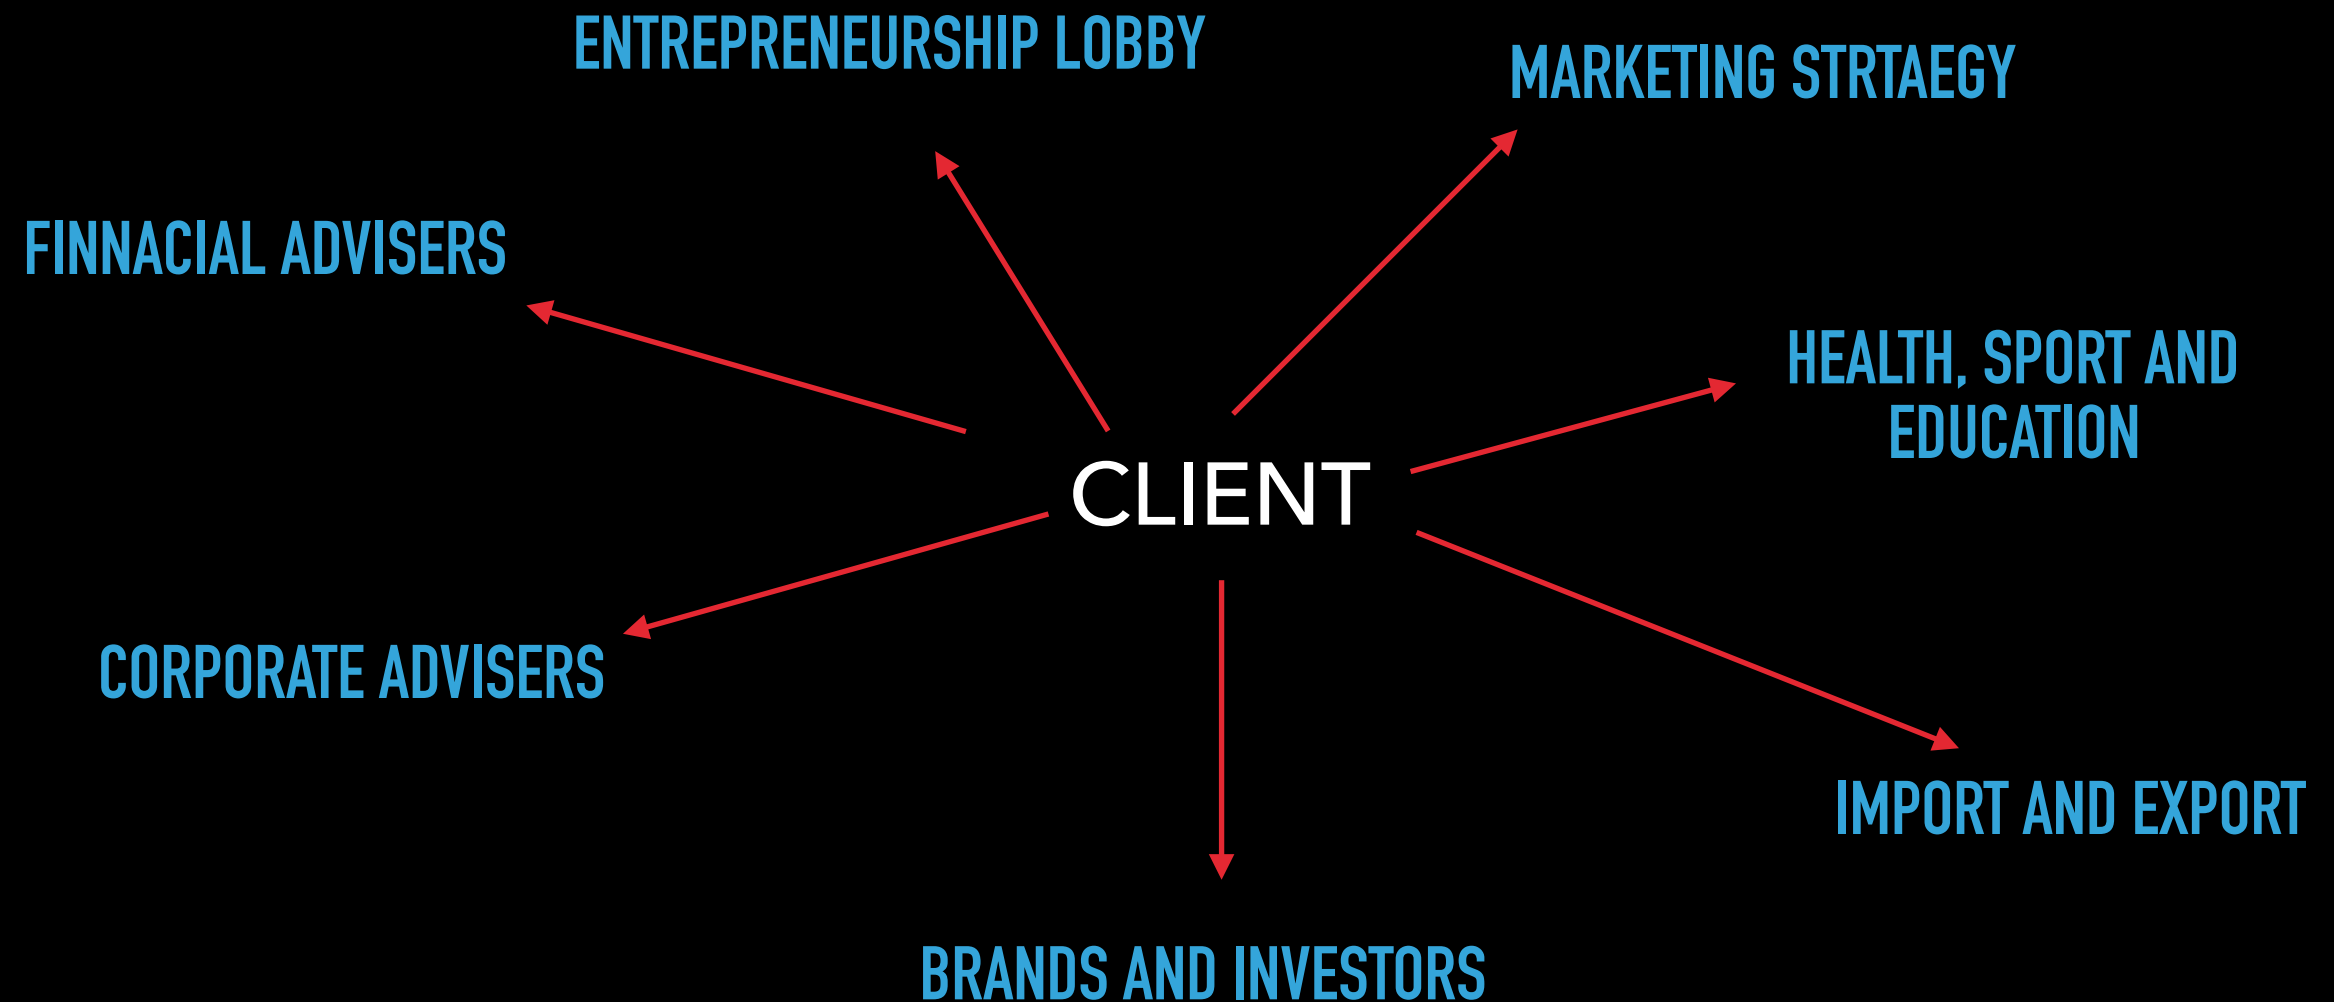 ENTREPRENEURSHIP LOBBY
MARKETING STRTAEGY
FINNACIAL ADVISERS
HEALTH, SPORT AND
EDUCATION
CLIENT
CORPORATE ADVISERS
IMPORT AND EXPORT
BRANDS AND INVESTORS